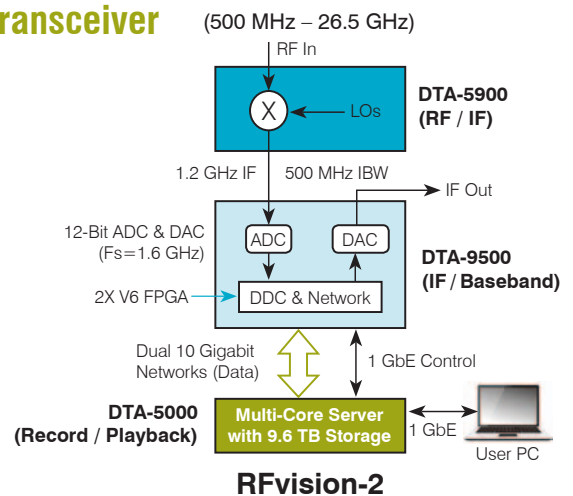 ransceiver
(500 MHz – 26.5 GHz)
RF In
X
LOs
DTA-5900
(RF / IF)
1.2 GHz IF
500 MHz IBW
IF Out
12-Bit ADC & DAC
(Fs=1.6 GHz)
ADC
DAC
DTA-9500
(IF / Baseband)
2X V6 FPGA
DDC & Network
Dual 10 Gigabit
Networks (Data)
1 GbE Control
DTA-5000
(Record / Playback)
Multi-Core Server
with 9.6 TB Storage
1 GbE
User PC
RFvision-2